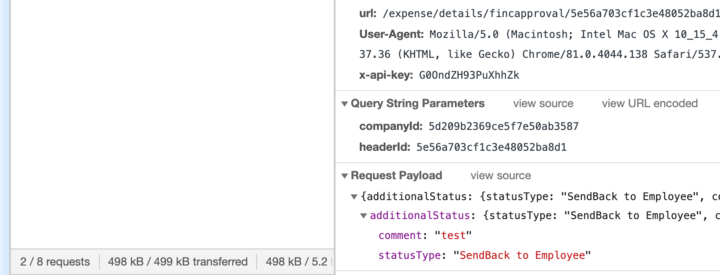 url: /expense/details/fincapproval/5e56a703cf1c3e48052ba8d1
User-Agent: Mozilla/5.0 (Macintosh; Intel Mac OS X 10_15_4
37.36 (KHTML, like Gecko) Chrome/81.0.4044.138 Safari/537.
x-api-key: G0OndZH93PuXhhZk
Query String Parameters view source view URL encoded
companyId: 5d209b2369ce5f7e50ab3587
headerId: 5e56a703cf1c3e48052ba8d1
Request Payload view source
{additionalStatus: {statusType: "SendBack to Employee", co
additionalStatus: {statusType: "SendBack to Employee", co
comment: "test"
statusType: "SendBack to Employee"
2 / 8 requests 498 kB / 499 kB transferred 498 kB / 5.2